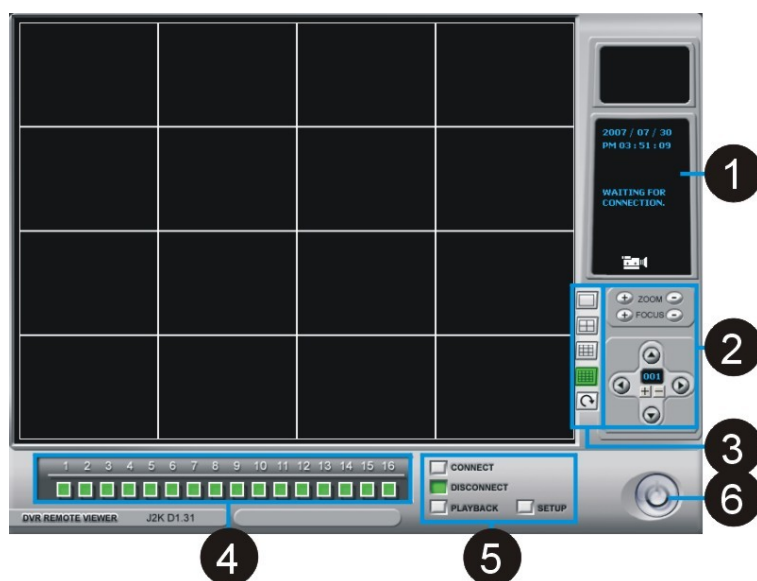 2007 / 07 / 30
PM 03 : 51 : 09
1
WAITING FOR
CONNECTION.
+ ZOOM -
+ FOCUS -
2
001
+ -
3
1 2 3 4 5 6 7 8 9 10 11 12 13 14 15 16
CONNECT
DISCONNECT
PLAYBACK SETUP
6
DVR REMOTE VIEWER J2K D1.31
4 5